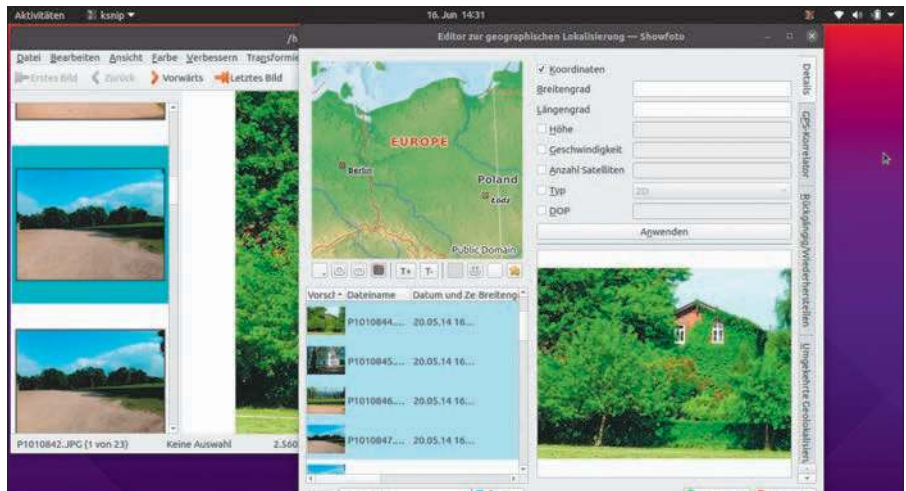 Aktivitäten ksnip 16. Jun 14:31
/h
Datei Bearbeiten Ansicht Farbe Verbessern Transformie
Erstes Bild Zurück Vorwärts Letztes Bild
P1010842.JPG (1 von 23) Keine Auswahl 2.560
Editor zur geographischen Lokalisierung — Showfoto
EUROPE
Berlin
Poland
Łódź
Public Domain
T+ T-
Koordinaten
Breitengrad
Längengrad
Höhe
Geschwindigkeit
Anzahl Satelliten
Typ 2D
DOP
Anwenden
Vorscl Dateiname Datum und Ze Breiteng
P1010844.... 20.05.14 16...
P1010845.... 20.05.14 16...
P1010846.... 20.05.14 16...
P1010847.... 20.05.14 16...
Details
GPS-Korrelator
Rückgängig/Wiederherstellen
Umgekehrte Geolokalisier